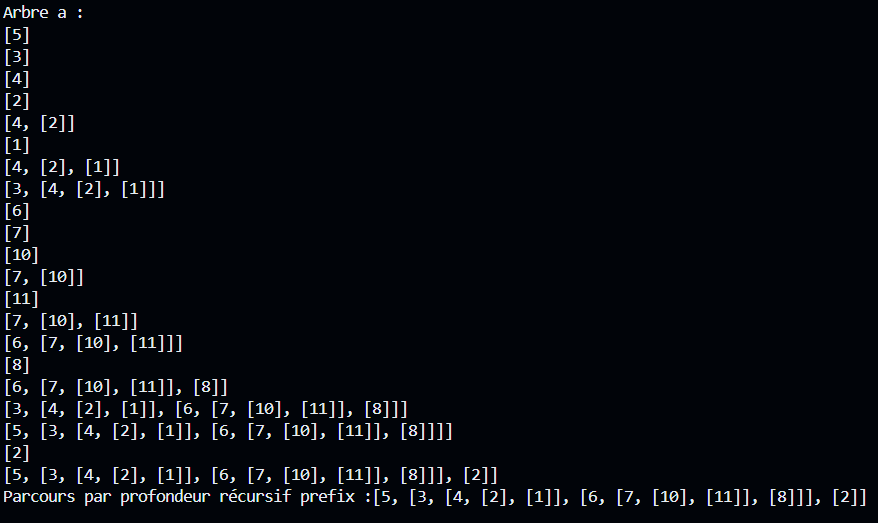 Arbre a :
[5]
[3]
[4]
[2]
[4, [2]]
[1]
[4, [2], [1]]
[3, [4, [2], [1]]]
[6]
[7]
[10]
[7, [10]]
[11]
[7, [10], [11]]
[6, [7, [10], [11]]]
[8]
[6, [7, [10], [11]], [8]]
[3, [4, [2], [1]], [6, [7, [10], [11]], [8]]]
[5, [3, [4, [2], [1]], [6, [7, [10], [11]], [8]]]]
[2]
[5, [3, [4, [2], [1]], [6, [7, [10], [11]], [8]]], [2]]
Parcours par profondeur récursif prefix :[5, [3, [4, [2], [1]], [6, [7, [10], [11]], [8]]], [2]]